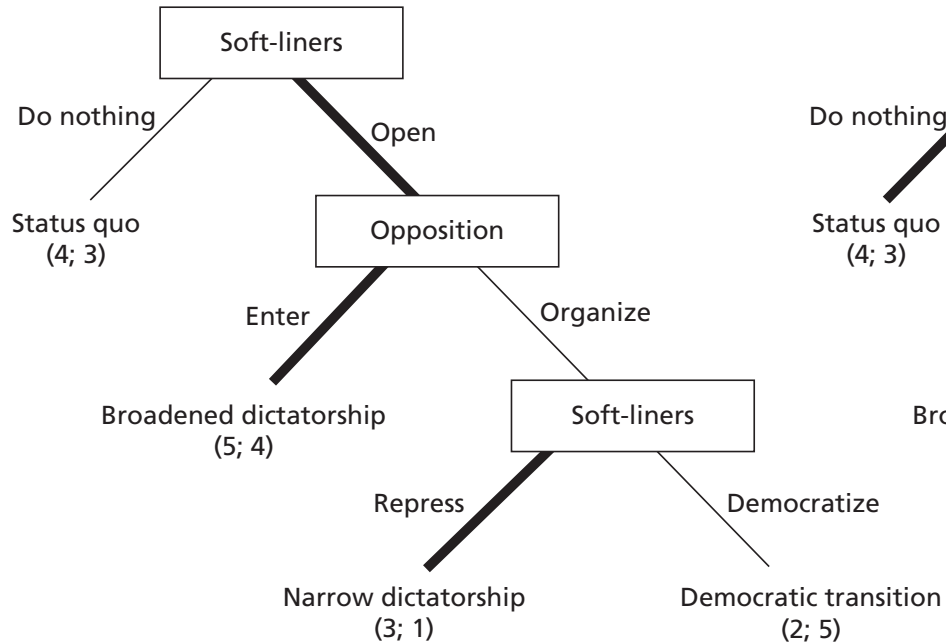 Soft-liners
Do nothing
Open
Status quo
(4; 3)
Opposition
Enter
Organize
Broadened dictatorship
(5; 4)
Soft-liners
Repress
Democratize
Narrow dictatorship
(3; 1)
Democratic transition
(2; 5)
Do nothing
Status quo
(4; 3)
Bro